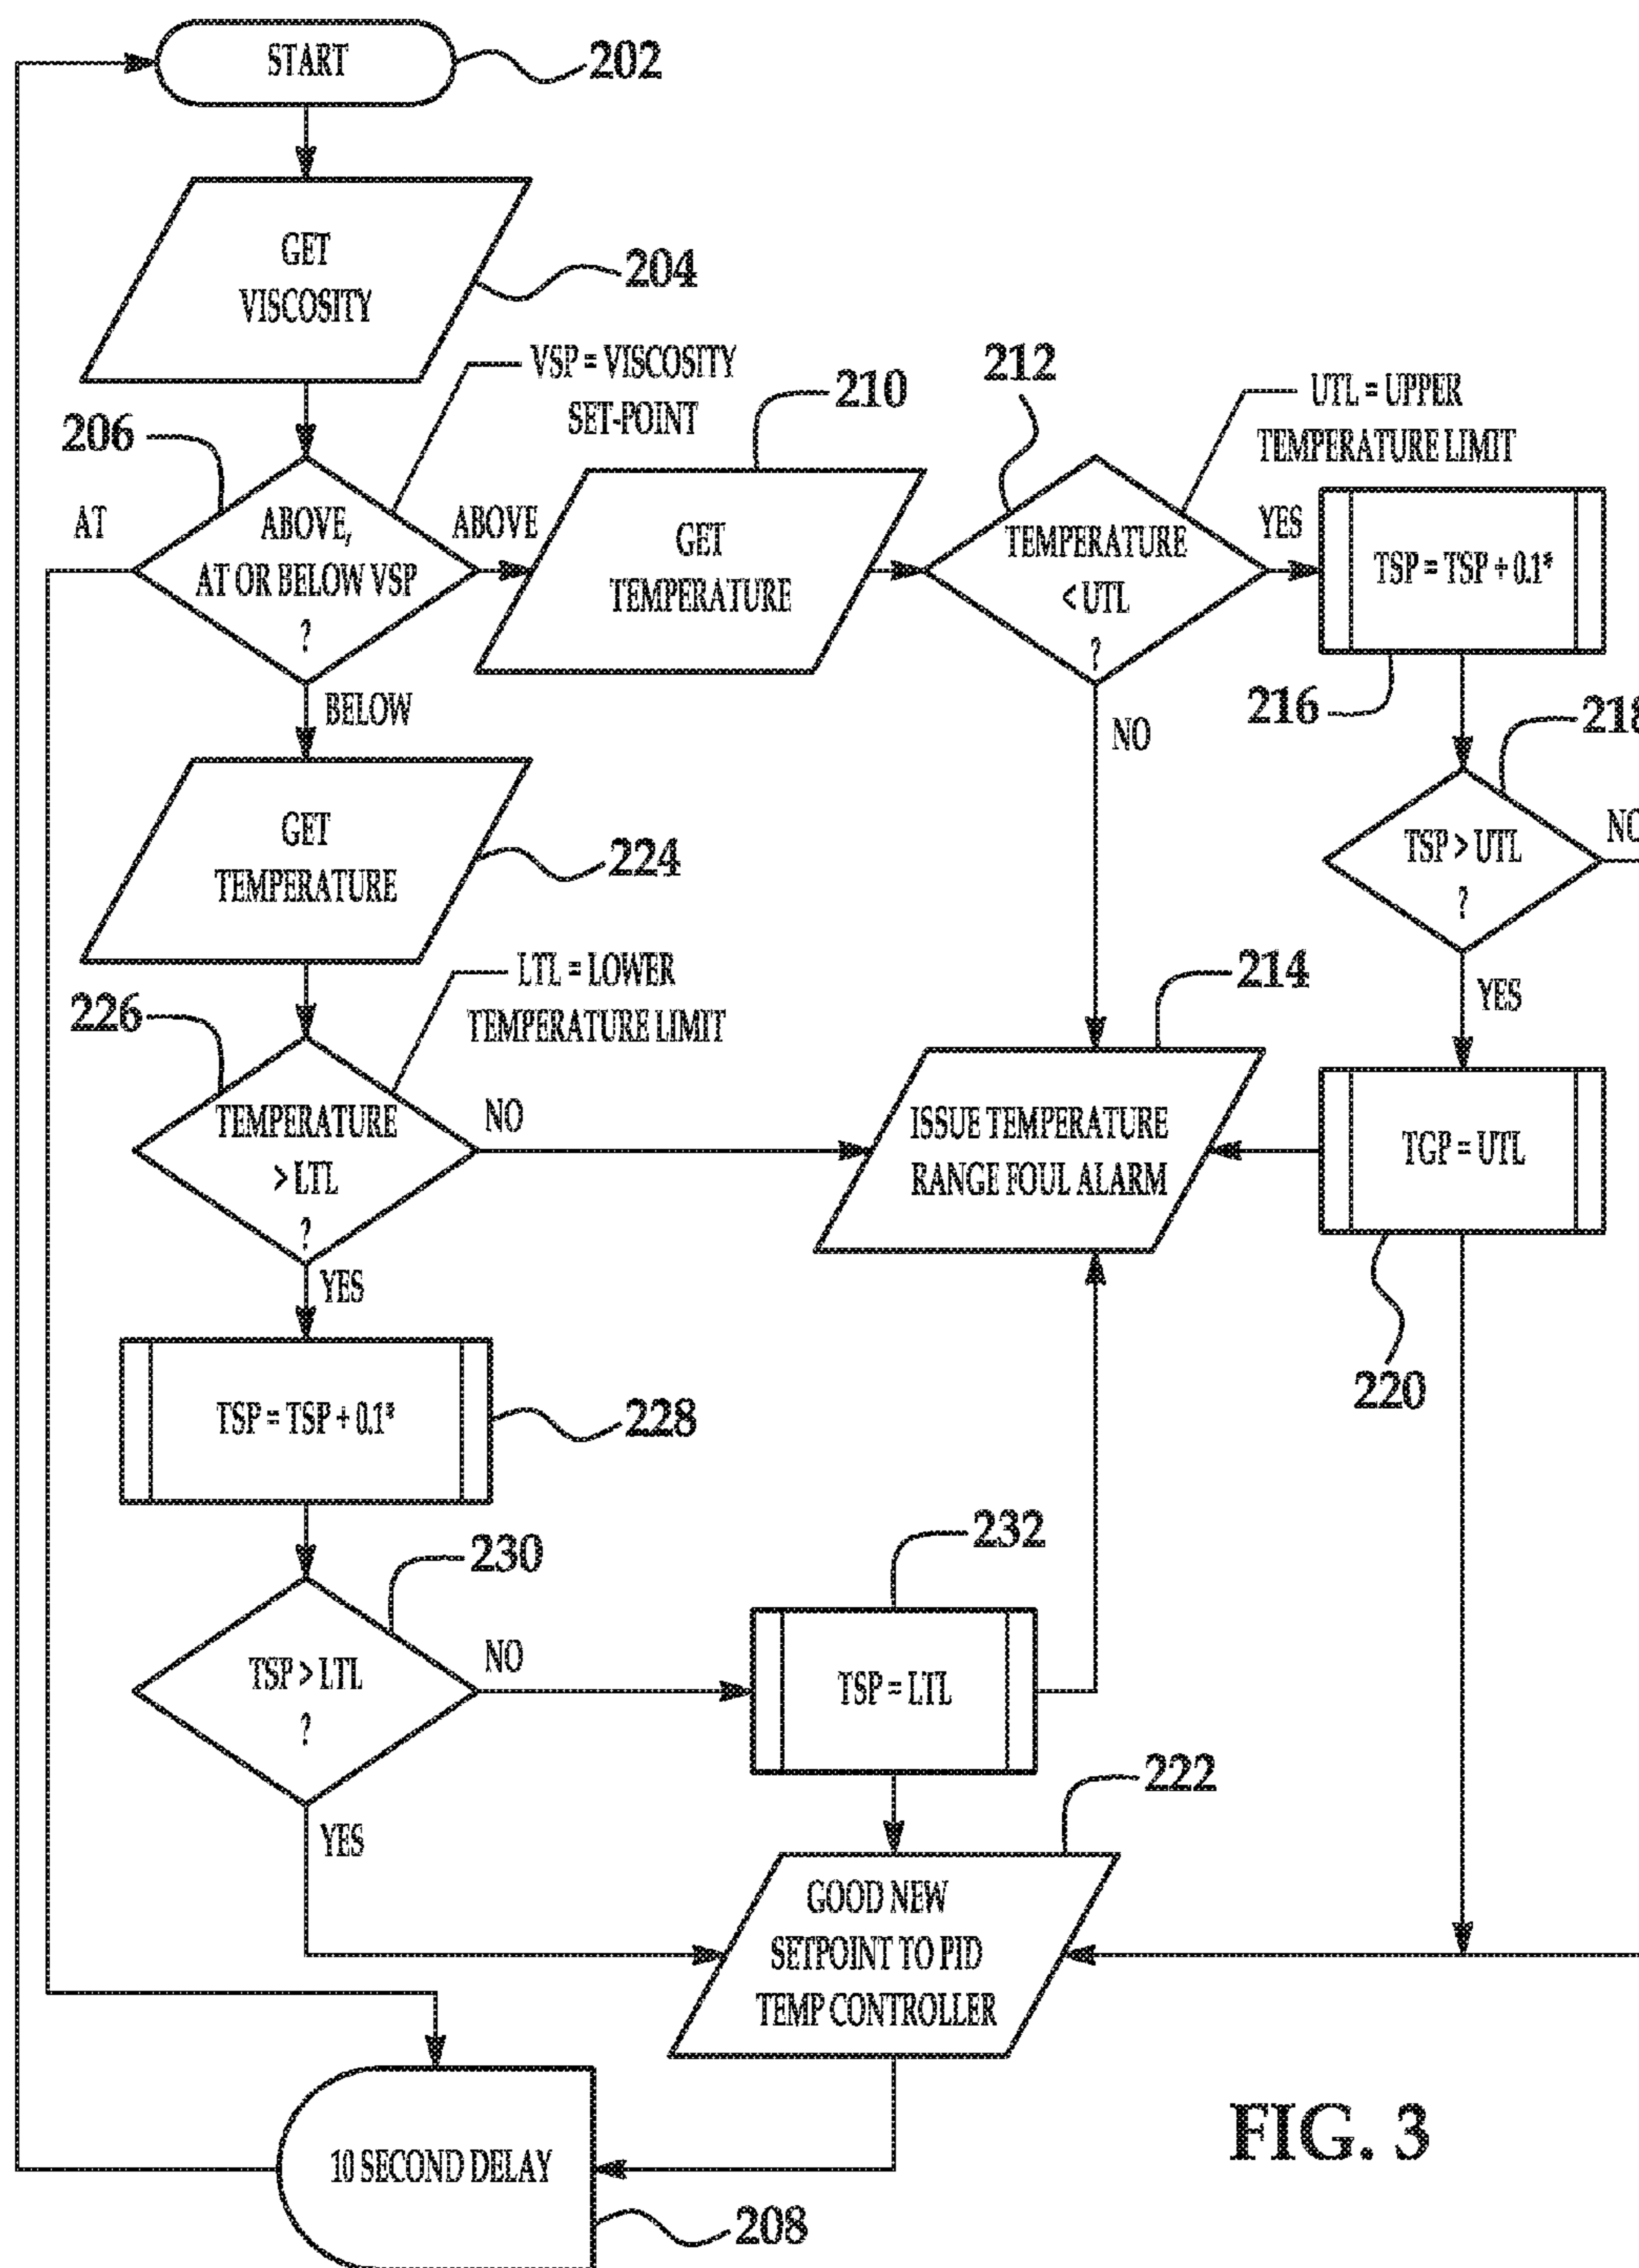 START
202
GET
VISCOSITY
204
VSP = VISCOSITY
SET-POINT
206
AT
ABOVE,
AT OR BELOW VSP
?
ABOVE
210
GET
TEMPERATURE
212
UTL = UPPER
TEMPERATURE LIMIT
TEMPERATURE
< UTL
?
YES
TSP = TSP + 0.1*
216
NO
218
TSP > UTL
?
NO
YES
BELOW
GET
TEMPERATURE
224
LTL = LOWER
TEMPERATURE LIMIT
226
TEMPERATURE
> LTL
?
NO
214
ISSUE TEMPERATURE
RANGE FOUL ALARM
TGP = UTL
220
YES
TSP = TSP + 0.1*
228
230
TSP > LTL
?
NO
232
TSP = LTL
YES
222
GOOD NEW
SETPOINT TO PID
TEMP CONTROLLER
10 SECOND DELAY
208
FIG. 3